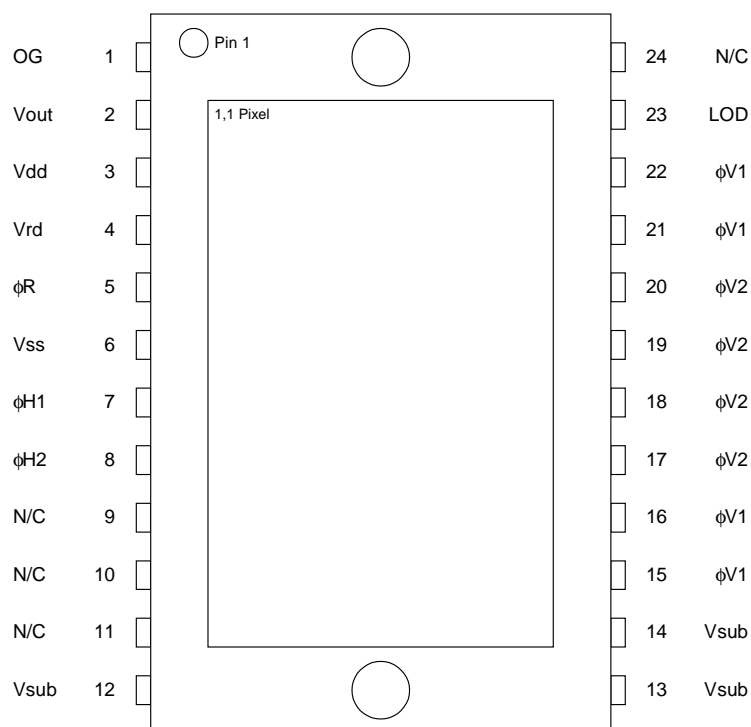 OG 1 Pin 1 24 N/C
Vout 2 1,1 Pixel 23 LOD
Vdd 3 22 ϕV1
Vrd 4 21 ϕV1
ϕR 5 20 ϕV2
Vss 6 19 ϕV2
ϕH1 7 18 ϕV2
ϕH2 8 17 ϕV2
N/C 9 16 ϕV1
N/C 10 15 ϕV1
N/C 11 14 Vsub
Vsub 12 13 Vsub